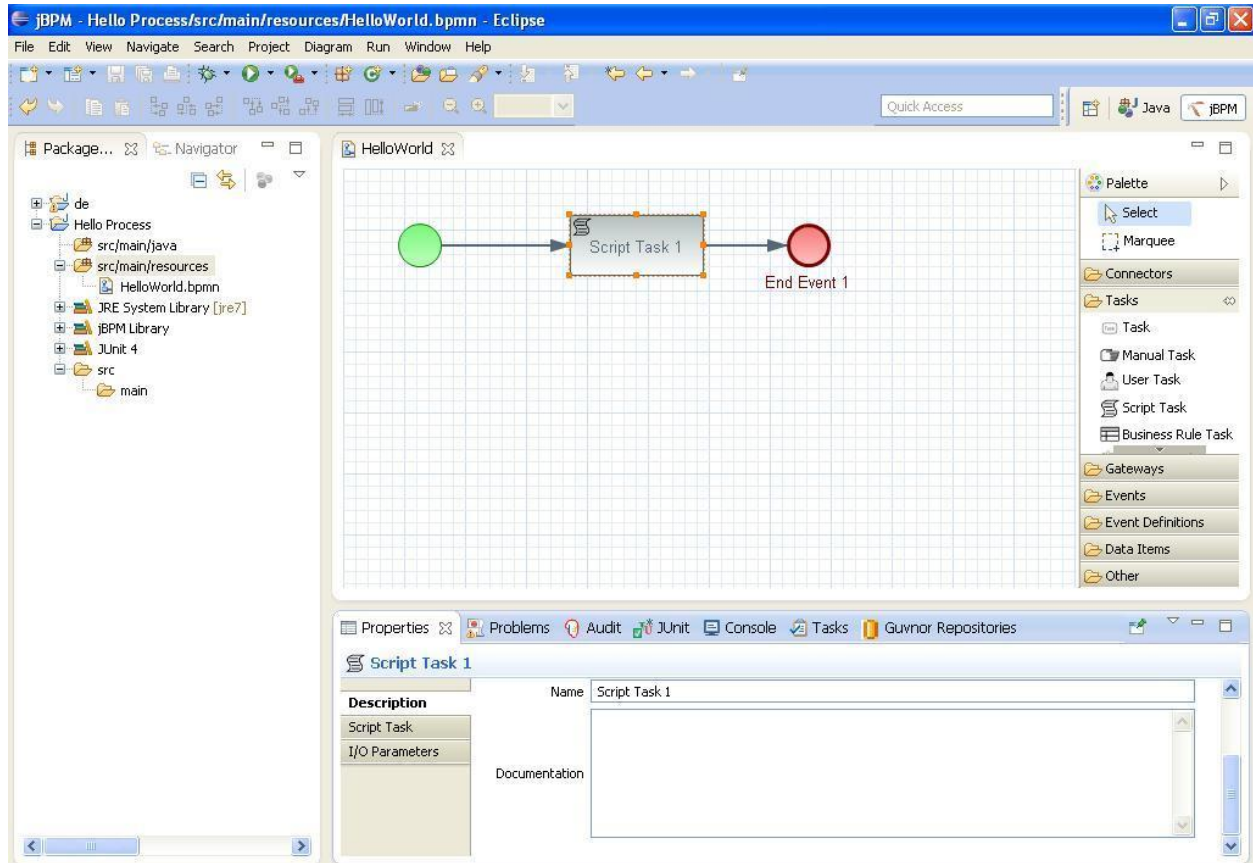 jBPM - Hello Process/src/main/resources/HelloWorld.bpmn - Eclipse
File Edit View Navigate Search Project Diagram Run Window Help
Quick Access
Java
jBPM
Package...
Navigator
de
Hello Process
src/main/java
src/main/resources
HelloWorld.bpmn
JRE System Library [jre7]
jBPM Library
JUnit 4
src
main
HelloWorld
Script Task 1
End Event 1
Palette
Select
Marquee
Connectors
Tasks
Task
Manual Task
User Task
Script Task
Business Rule Task
Gateways
Events
Event Definitions
Data Items
Other
Properties
Problems
Audit
JUnit
Console
Tasks
Guvnor Repositories
Script Task 1
Description
Script Task
I/O Parameters
Name
Script Task 1
Documentation